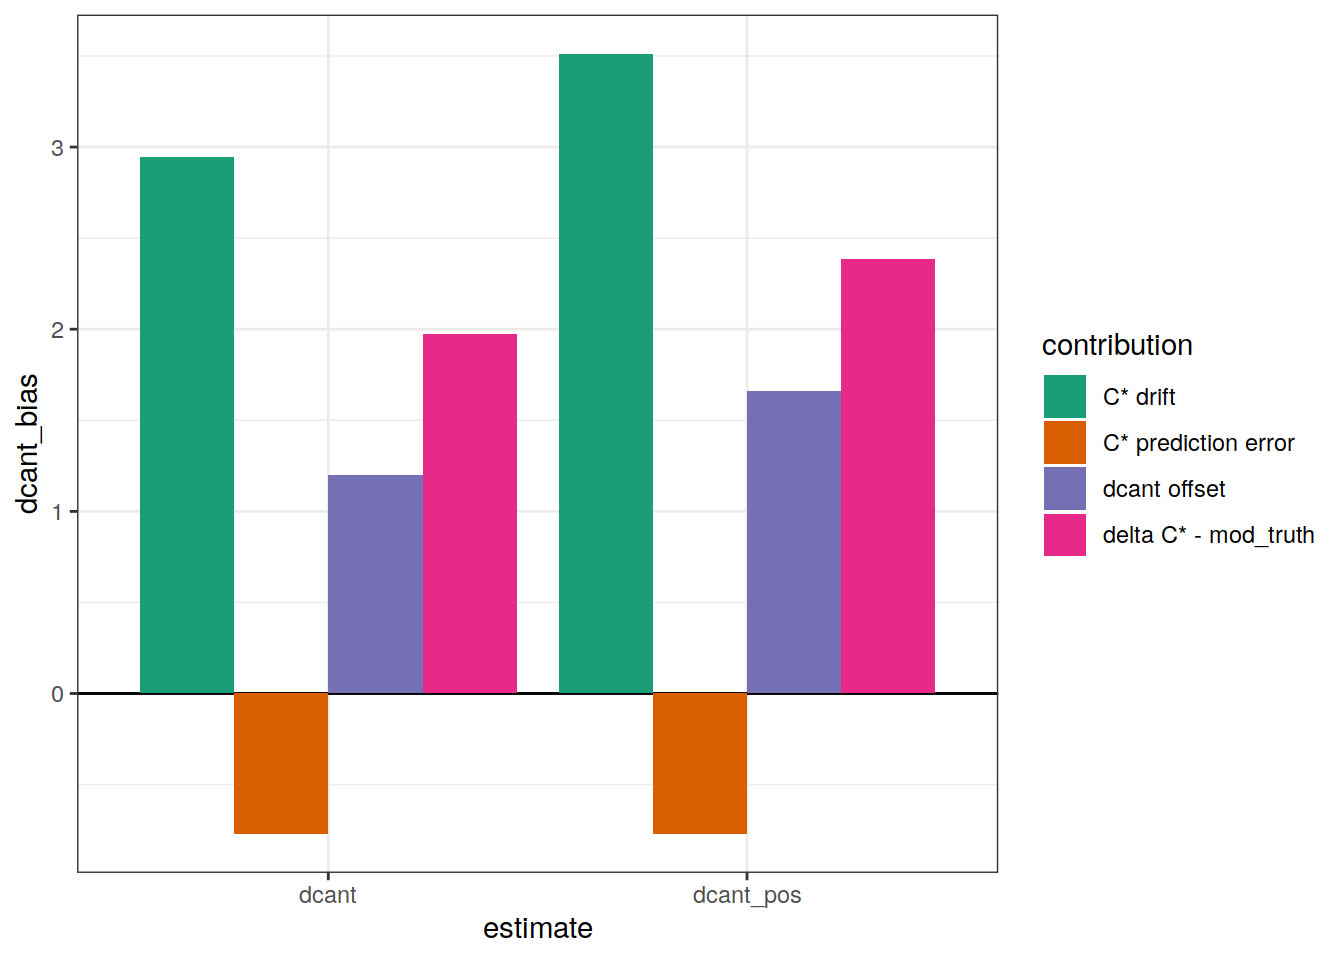 dcant_bias
3
2
1
0
dcant
dcant_pos
estimate
contribution
C* drift
C* prediction error
dcant offset
delta C* - mod_truth